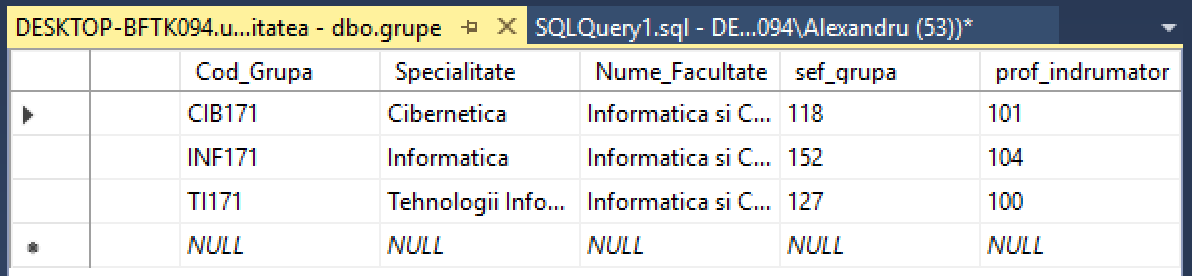 DESKTOP-BFTK094.u...itatea - dbo.grupe SQLQuery1.sql - DE...094\Alexandru (53))*
Cod_Grupa Specialitate Nume_Facultate sef_grupa prof_indrumator
CIB171 Cibernetica Informatica si C... 118 101
INF171 Informatica Informatica si C... 152 104
TI171 Tehnologii Info... Informatica si C... 127 100
NULL NULL NULL NULL NULL